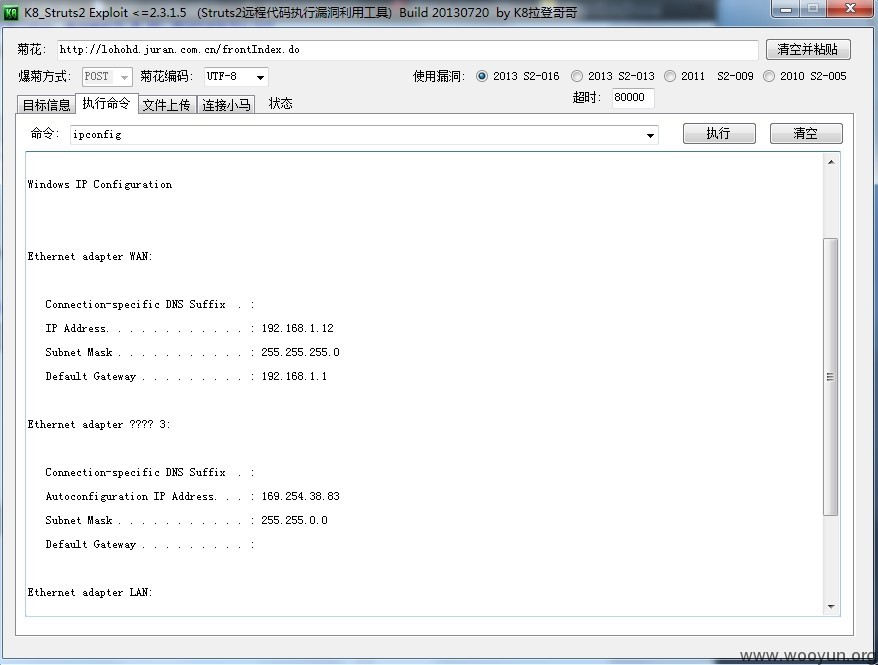 K8 K8_Struts2 Exploit <=2.3.1.5 (Struts2远程代码执行漏洞利用工具) Build 20130720 by K8拉登哥哥
菊花: http://lohohd.juran.com.cn/frontIndex.do 清空并粘贴
爆菊方式: POST 菊花编码: UTF-8 使用漏洞: 2013 S2-016 2013 S2-013 2011 S2-009 2010 S2-005
目标信息 执行命令 文件上传 连接小马 状态 超时: 80000
命令: ipconfig 执行 清空
Windows IP Configuration
Ethernet adapter WAN:
Connection-specific DNS Suffix . :
IP Address. . . . . . . . . . . . : 192.168.1.12
Subnet Mask . . . . . . . . . . . : 255.255.255.0
Default Gateway . . . . . . . . . : 192.168.1.1
Ethernet adapter ???? 3:
Connection-specific DNS Suffix . :
Autoconfiguration IP Address. . . : 169.254.38.83
Subnet Mask . . . . . . . . . . . : 255.255.0.0
Default Gateway . . . . . . . . . :
Ethernet adapter LAN:
www.wooyun.org